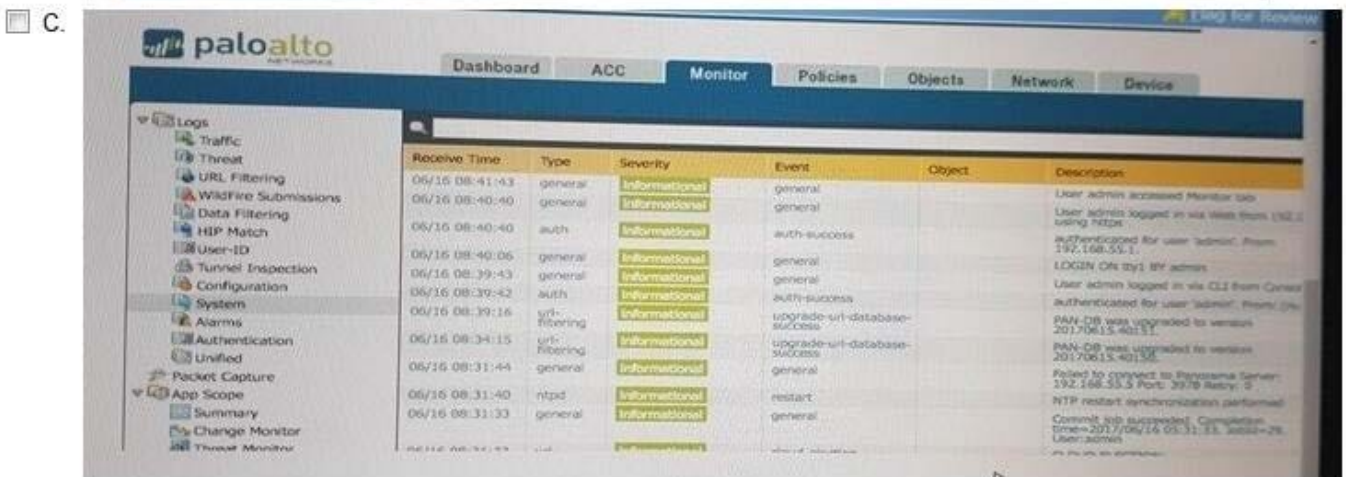 C.
Flag for Review
paloalto
NETWORKS
Dashboard ACC Monitor Policies Objects Network Device
Logs
Traffic
Threat
URL Filtering
WildFire Submissions
Data Filtering
HIP Match
User-ID
Tunnel Inspection
Configuration
System
Alarms
Authentication
Unified
Packet Capture
App Scope
Summary
Change Monitor
Threat Monitor
Receive Time Type Severity Event Object Description
06/16 08:41:43 general Informational general User admin accessed Monitor tab
06/16 08:40:40 general Informational general User admin logged in via Web from 192.1
using https
06/16 08:40:40 auth Informational auth-success authenticated for user 'admin'. From:
192.168.55.1.
06/16 08:40:06 general Informational general LOGIN ON tty1 BY admin
06/16 08:39:43 general Informational general User admin logged in via CLI from Consol
06/16 08:39:42 auth Informational auth-success authenticated for user 'admin'. From:
06/16 08:39:16 url-filtering Informational upgrade-url-database-success PAN-DB was upgraded to version
20170615.40151.
06/16 08:34:15 url-filtering Informational upgrade-url-database-success PAN-DB was upgraded to version
20170615.40150.
06/16 08:31:44 general Informational general Failed to connect to Panorama Server:
192.168.55.5 Port: 3978 Retry: 0
06/16 08:31:40 ntpd Informational restart NTP restart synchronization performed
06/16 08:31:33 general Informational general Commit job succeeded. Completion
time=2017/06/16 05:31:33. JobId=29.
User:admin